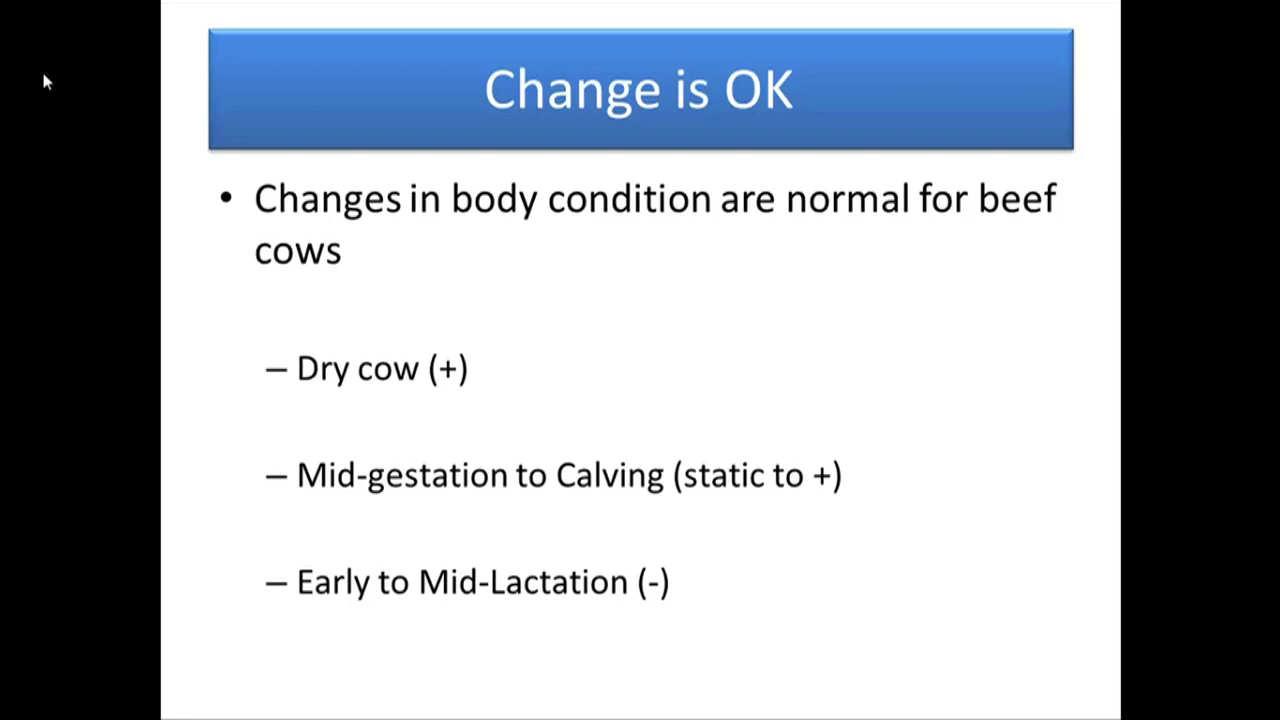 Change is OK
• Changes in body condition are normal for beef
cows
– Dry cow (+)
– Mid-gestation to Calving (static to +)
– Early to Mid-Lactation (-)